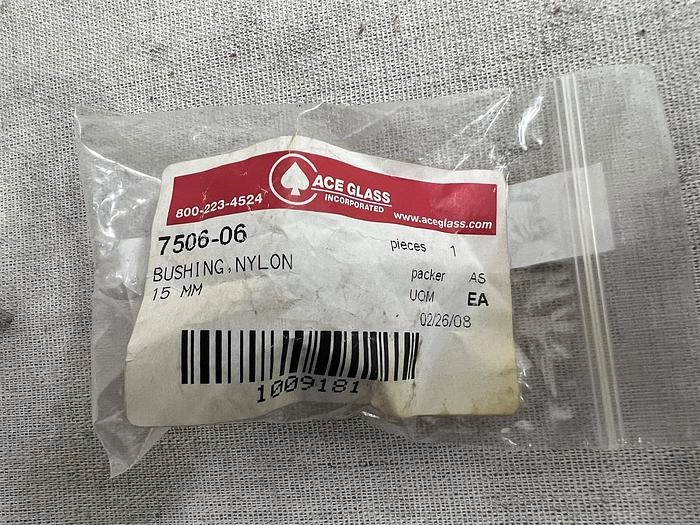 800-223-4524
ACE GLASS
INCORPORATED
www.aceglass.com
7506-06
pieces 1
BUSHING, NYLON
packer AS
15 MM
UOM EA
02/26/08
1009181